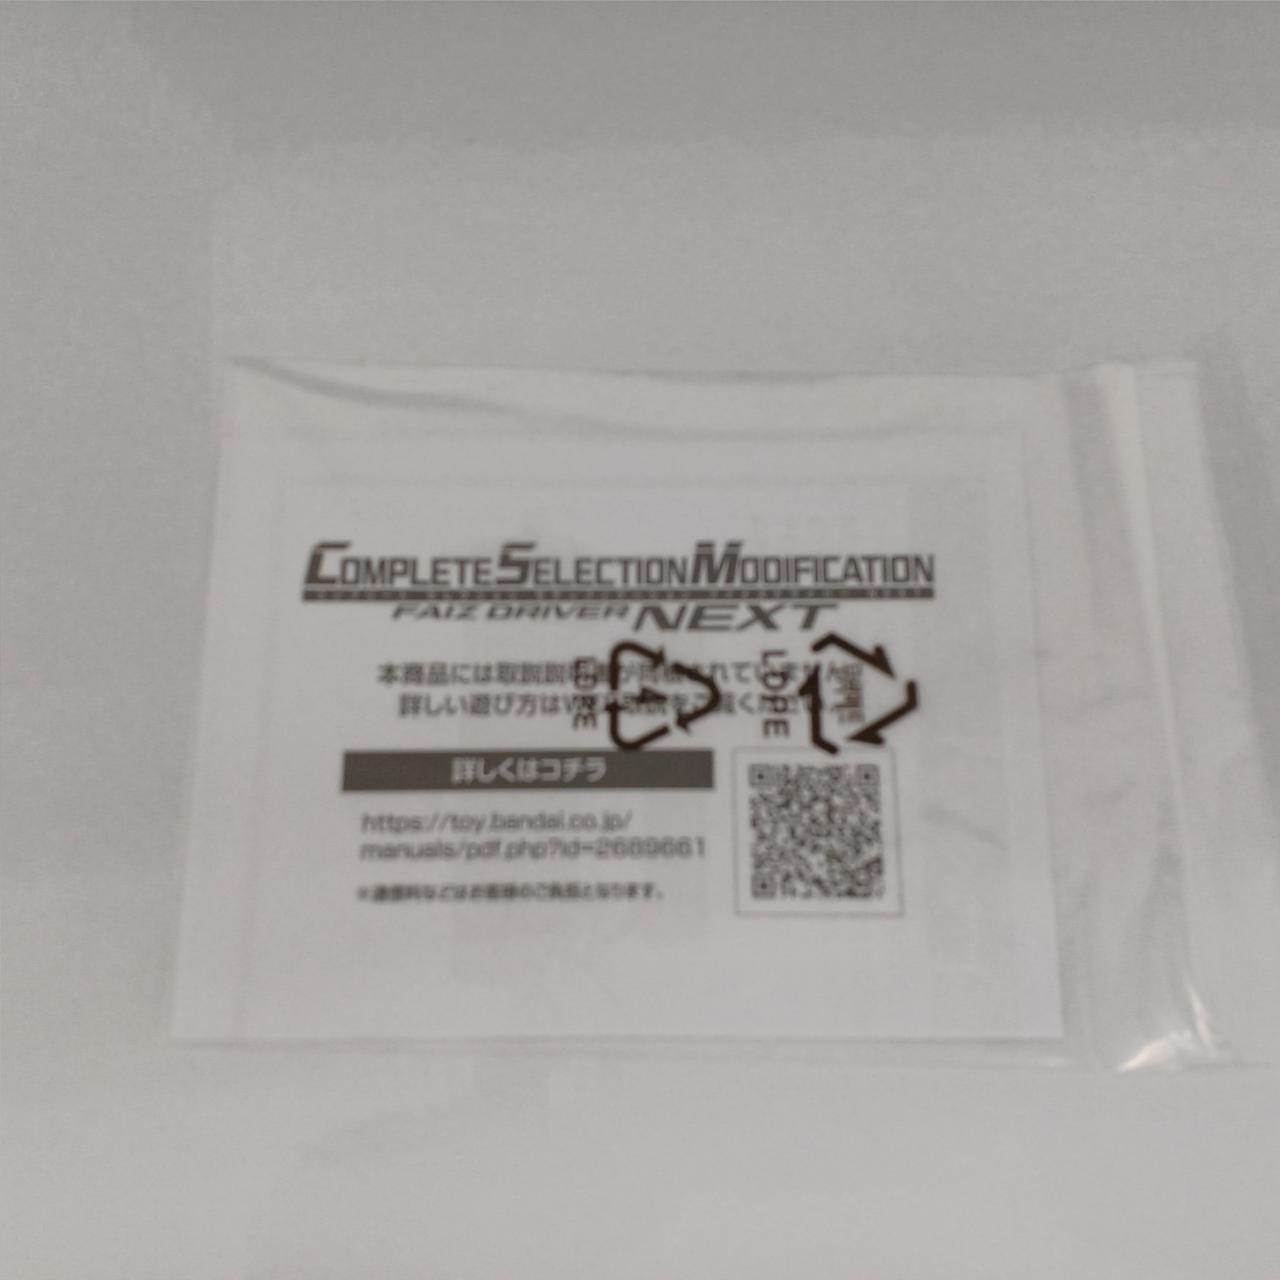 COMPLETE SELECTION MODIFICATION
FAIZ DRIVER NEXT
本商品には取扱説明書が同梱されていません。
詳しい遊び方はWEB取説をご覧ください。
LDPE
4
LDPE
詳しくはコチラ
https://toy.bandai.co.jp/
manuals/pdf.php?id=2689661
※通信料などはお客様のご負担となります。